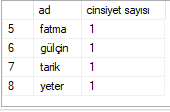 ad cinsiyet sayısı
5 fatma 1
6 gülçin 1
7 tarik 1
8 yeter 1